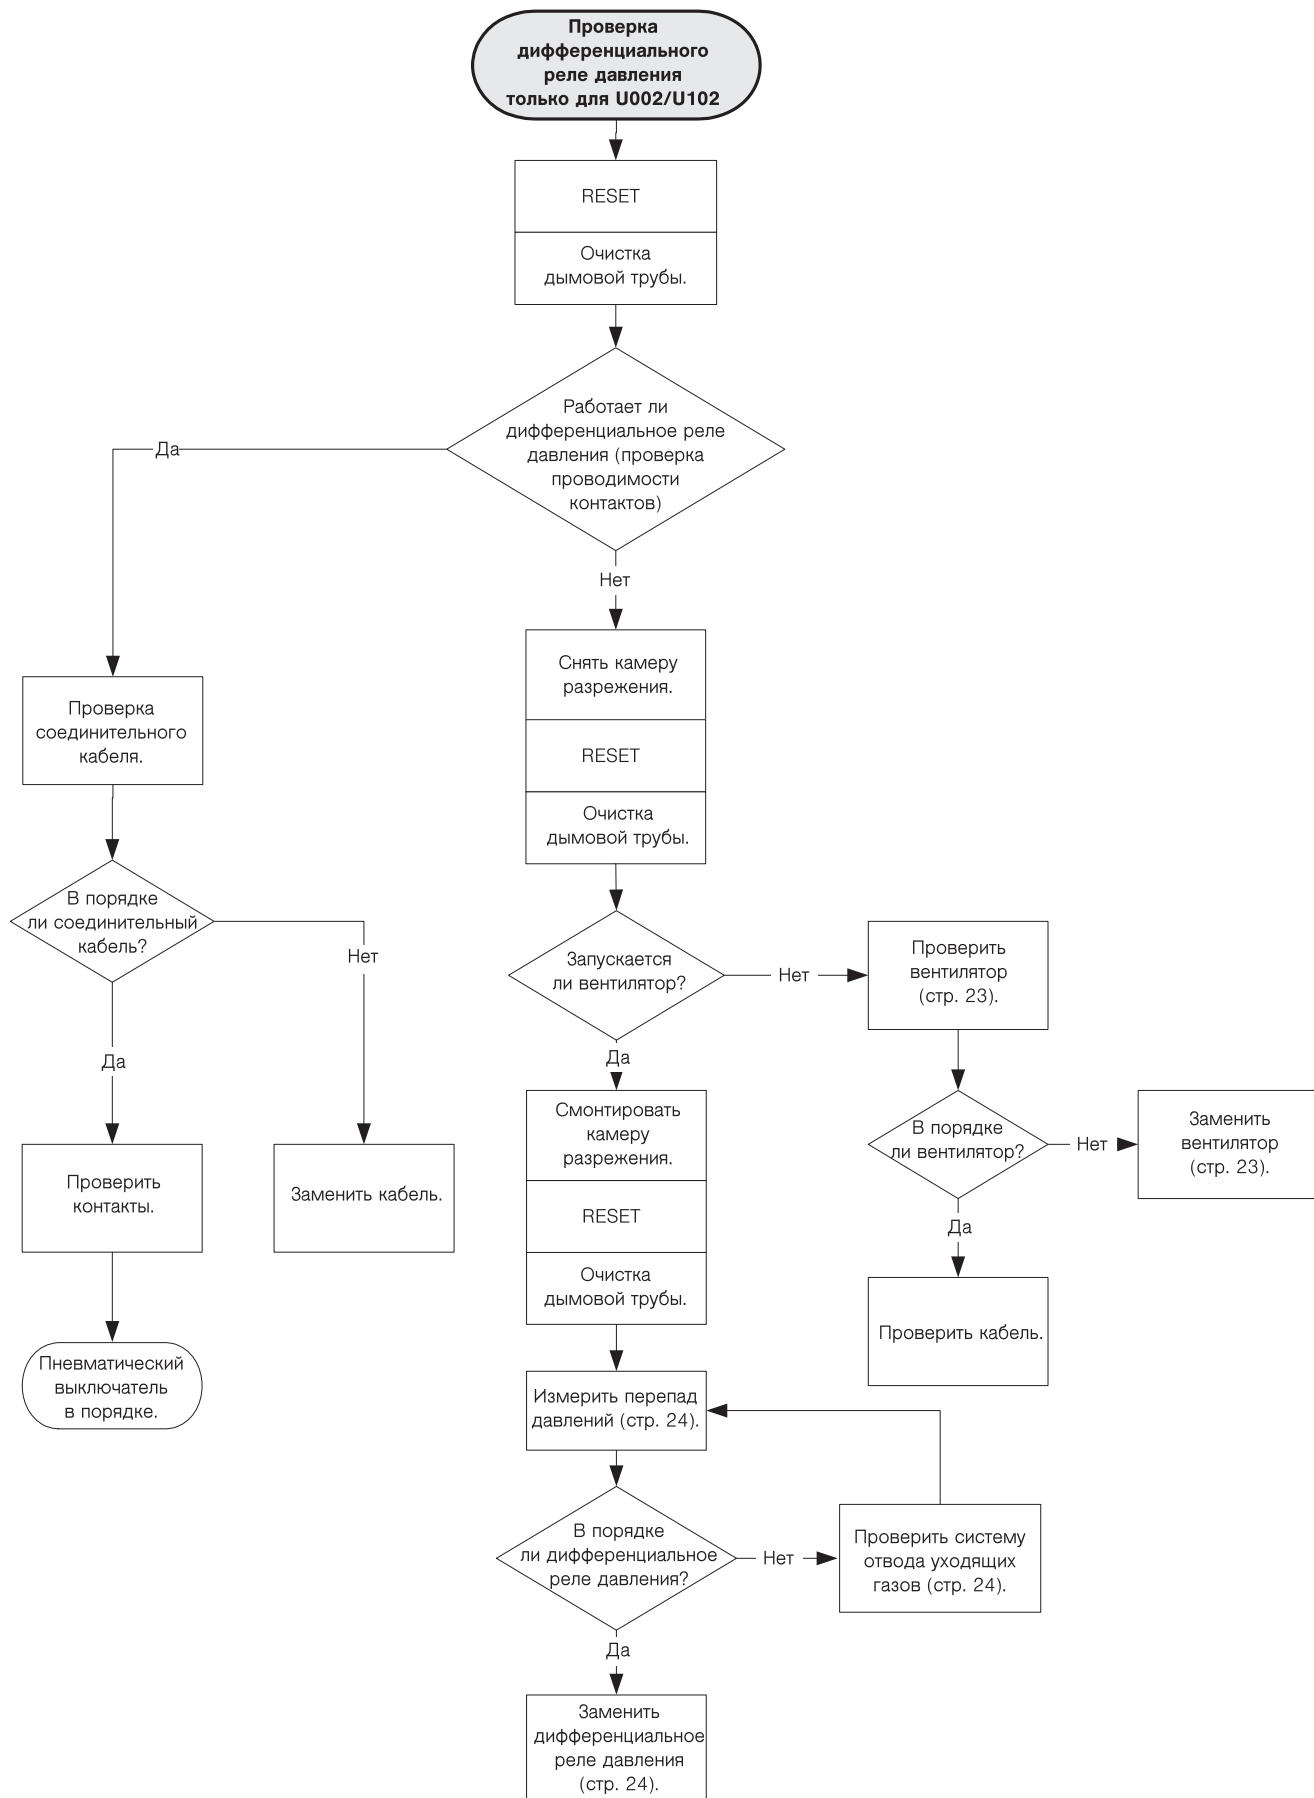 Проверка
дифференциального
реле давления
только для U002/U102
RESET
Очистка
дымовой трубы.
Работает ли
дифференциальное реле
давления (проверка
проводимости
контактов)
Да
Нет
Снять камеру
разрежения.
RESET
Очистка
дымовой трубы.
Проверка
соединительного
кабеля.
В порядке
ли соединительный
кабель?
Нет
Да
Проверить
контакты.
Заменить кабель.
Пневматический
выключатель
в порядке.
Запускается
ли вентилятор?
Нет
Проверить
вентилятор
(стр. 23).
Да
Смонтировать
камеру
разрежения.
RESET
Очистка
дымовой трубы.
В порядке
ли вентилятор?
Нет
Заменить
вентилятор
(стр. 23).
Да
Проверить кабель.
Измерить перепад
давлений (стр. 24).
В порядке
ли дифференциальное
реле давления?
Нет
Проверить систему
отвода уходящих
газов (стр. 24).
Да
Заменить
дифференциальное
реле давления
(стр. 24).